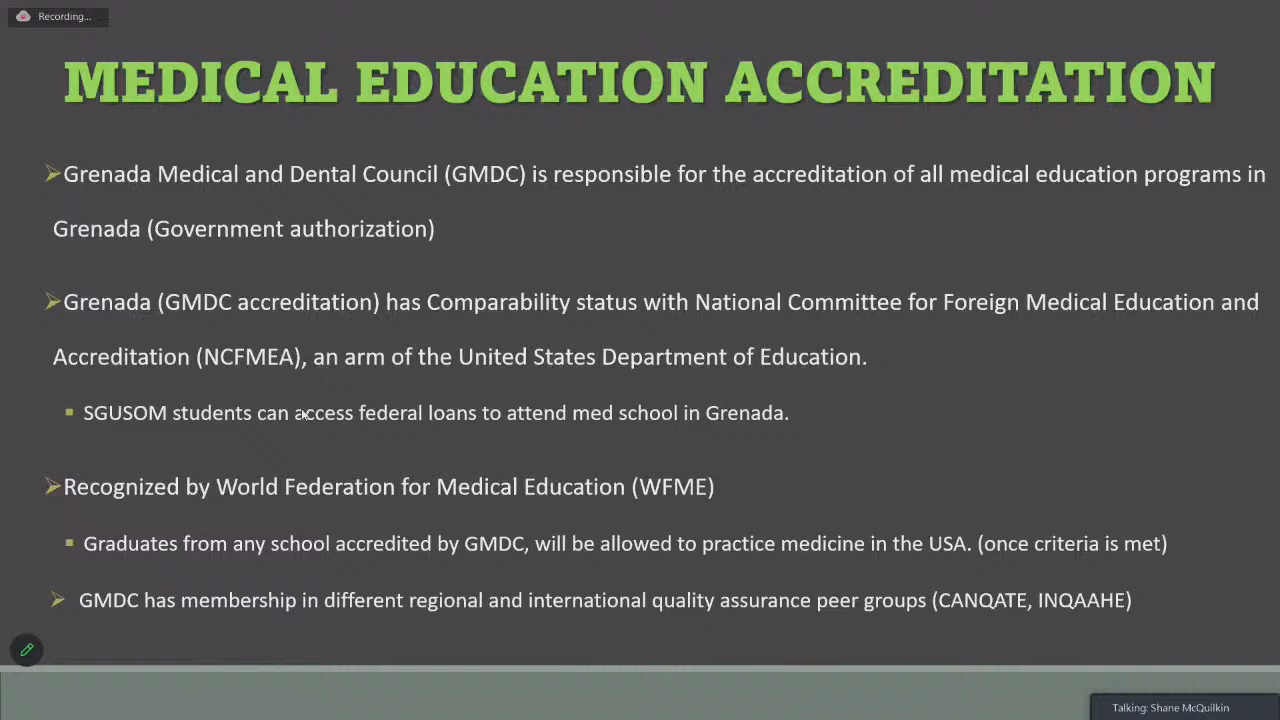 Recording...
MEDICAL EDUCATION ACCREDITATION
Grenada Medical and Dental Council (GMDC) is responsible for the accreditation of all medical education programs in
Grenada (Government authorization)
Grenada (GMDC accreditation) has Comparability status with National Committee for Foreign Medical Education and
Accreditation (NCFMEA), an arm of the United States Department of Education.
SGUSOM students can access federal loans to attend med school in Grenada.
Recognized by World Federation for Medical Education (WFME)
Graduates from any school accredited by GMDC, will be allowed to practice medicine in the USA. (once criteria is met)
GMDC has membership in different regional and international quality assurance peer groups (CANQATE, INQAAHE)
Talking: Shane McQuilkin